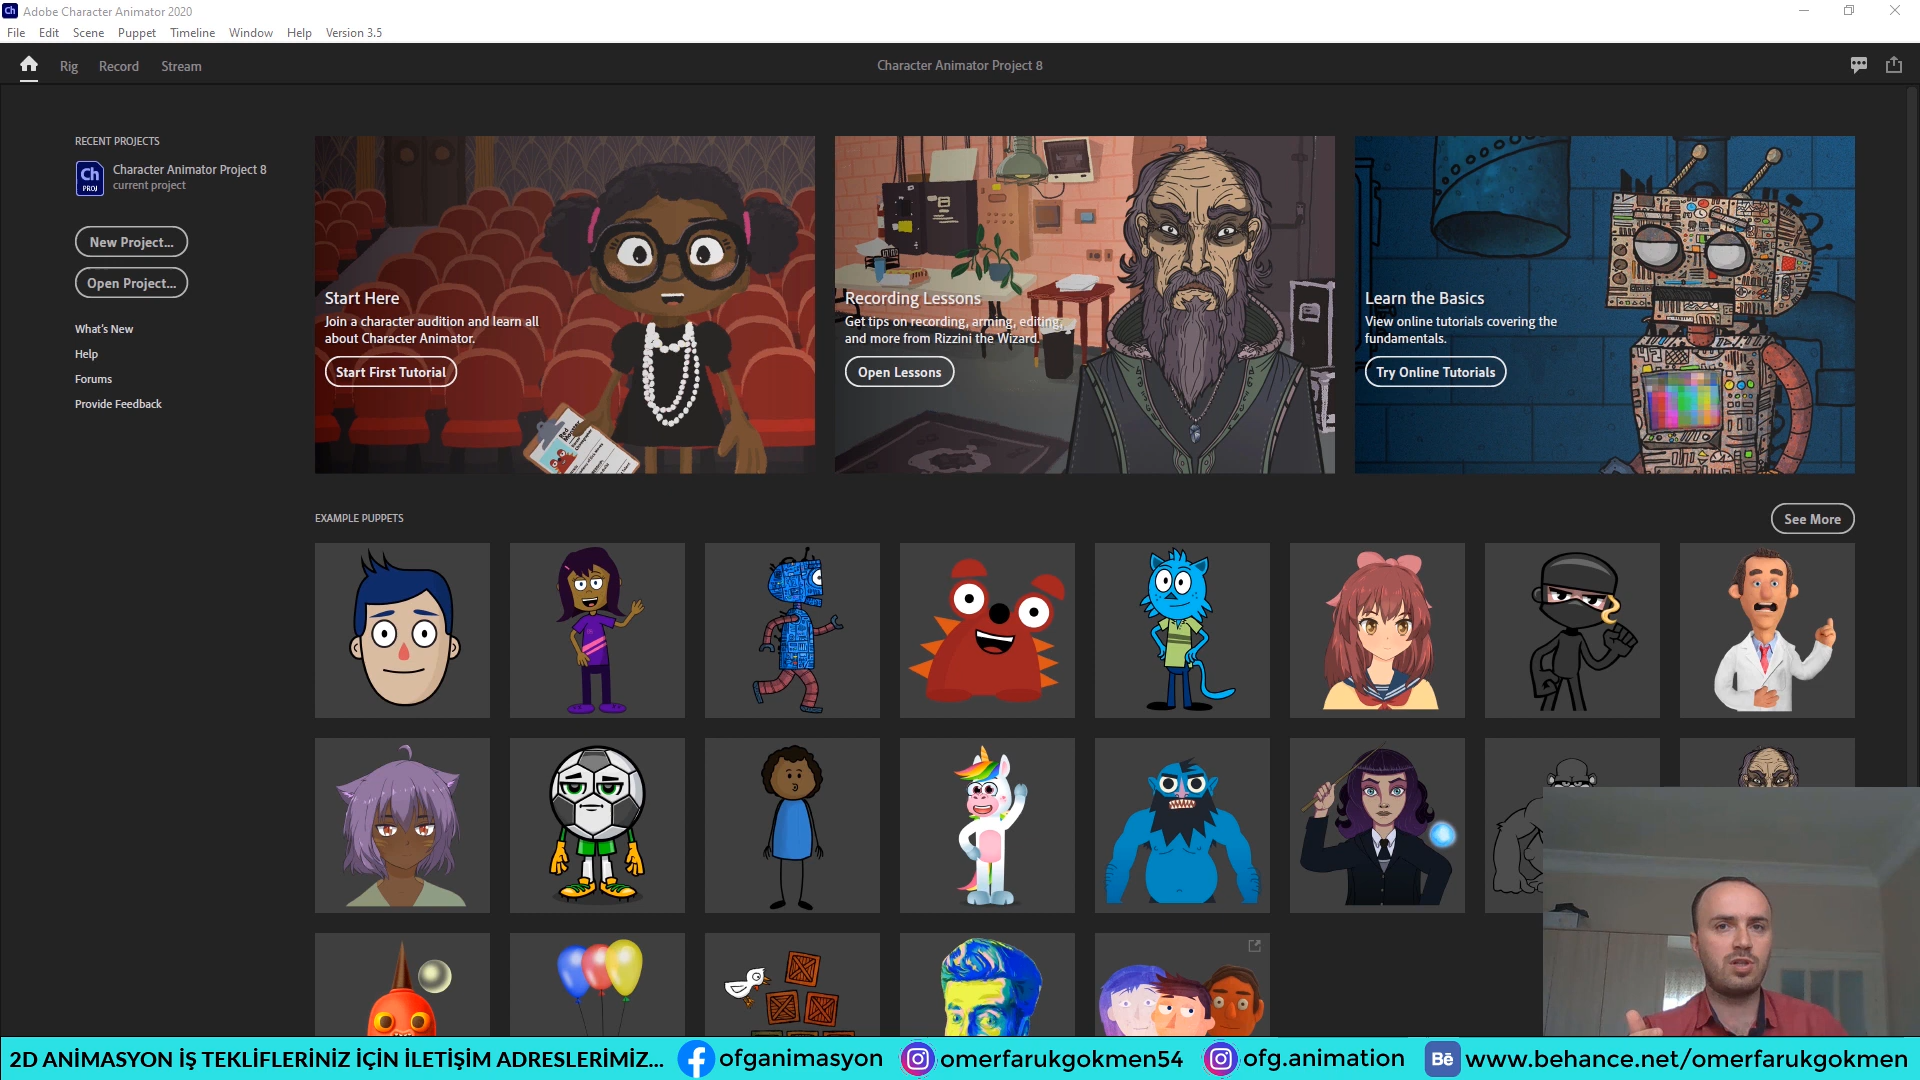 Ch Adobe Character Animator 2020
File Edit Scene Puppet Timeline Window Help Version 3.5
Rig Record Stream
Character Animator Project 8
RECENT PROJECTS
Ch
PROJ
Character Animator Project 8
current project
New Project...
Open Project...
What's New
Help
Forums
Provide Feedback
Start Here
Join a character audition and learn all
about Character Animator.
Start First Tutorial
Recording Lessons
Get tips on recording, arming, editing,
and more from Rizzini the Wizard.
Open Lessons
Learn the Basics
View online tutorials covering the
fundamentals.
Try Online Tutorials
EXAMPLE PUPPETS
See More
2D ANİMASYON İŞ TEKLİFLERİNİZ İÇİN İLETİŞİM ADRESLERİMİZ... ofganimasyon omerfarukgokmen54 ofg.animation Bē www.behance.net/omerfarukgokmen